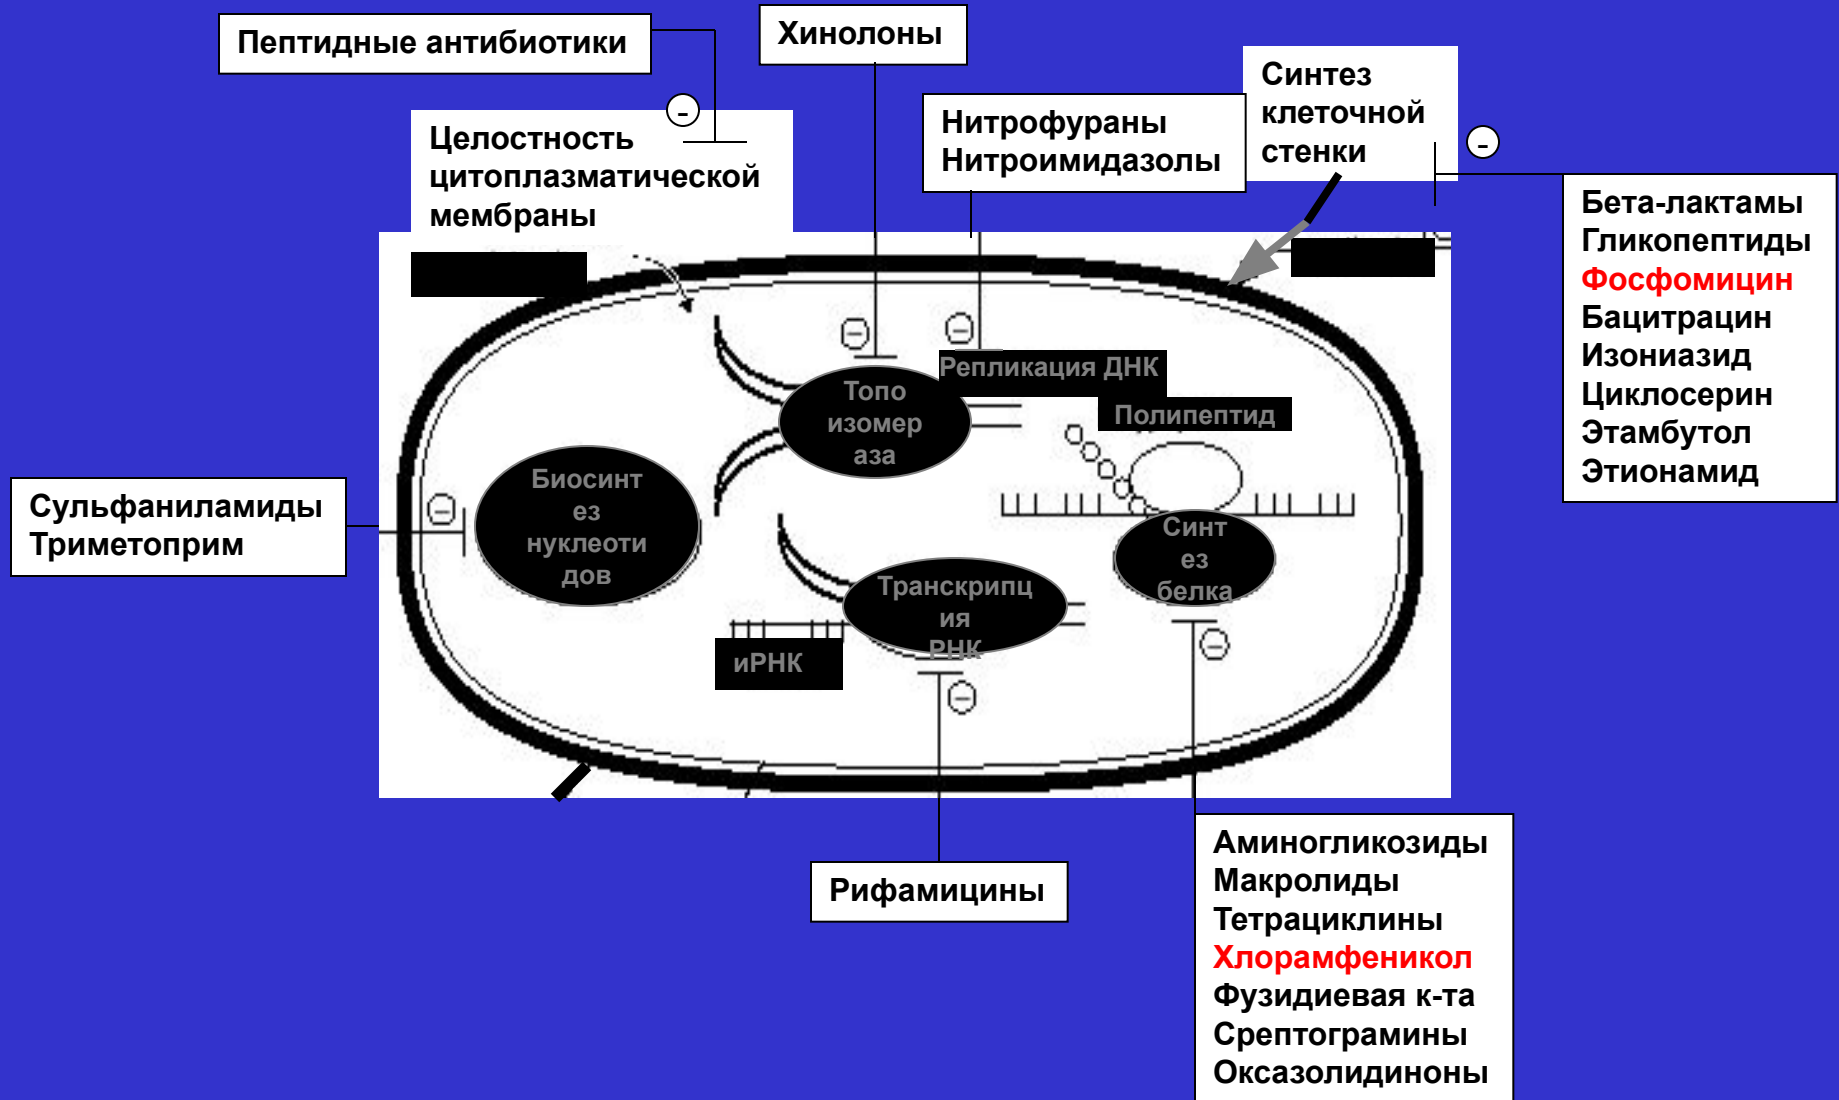 Пептидные антибиотики
Хинолоны
Целостность
цитоплазматической
мембраны
-
Нитрофураны
Нитроимидазолы
Синтез
клеточной
стенки
-
Бета-лактамы
Гликопептиды
Фосфомицин
Бацитрацин
Изониазид
Циклосерин
Этамбутол
Этионамид
Репликация ДНК
Топо
изомер
аза
Полипептид
Биосинт
ез
нуклеоти
дов
Сульфаниламиды
Триметоприм
Синт
ез
белка
Транскрипц
ия
РНК
иРНК
Рифамицины
Аминогликозиды
Макролиды
Тетрациклины
Хлорамфеникол
Фузидиевая к-та
Срептограмины
Оксазолидиноны